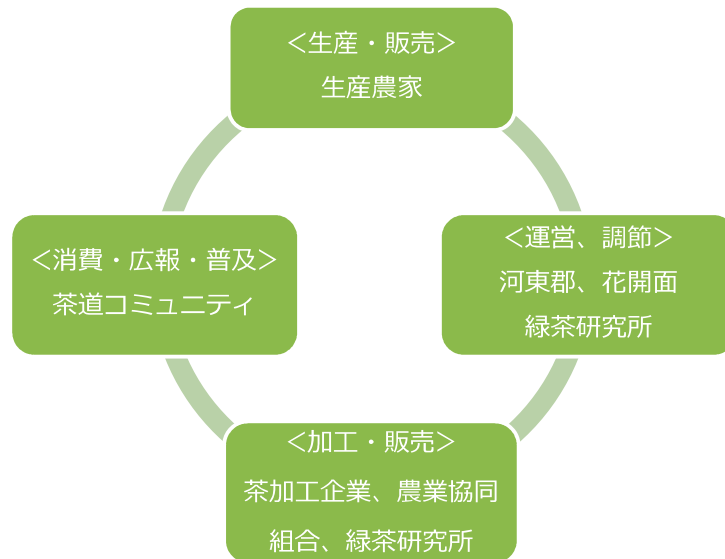 ＜生産・販売＞
生産農家
＜消費・広報・普及＞
茶道コミュニティ
＜運営、調節＞
河東郡、花開面
緑茶研究所
＜加工・販売＞
茶加工企業、農業協同
組合、緑茶研究所